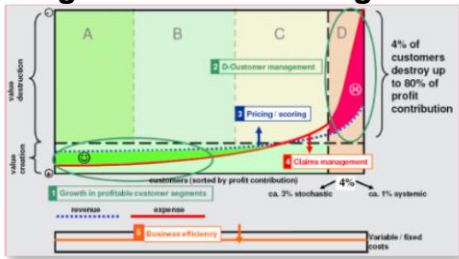 A
B
C
D
value destruction
value creation
2 D-Customer management
3 Pricing / scoring
4 Claims management
1 Growth in profitable customer segments
customers (sorted by profit contribution)
ca. 3% stochastic
4%
ca. 1% systemic
revenue
expense
5 Business efficiency
Variable / fixed
costs
4% of
customers
destroy up
to 80% of
profit
contribution